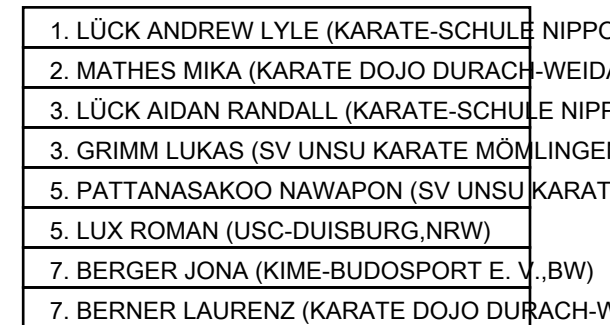 1. LÜCK ANDREW LYLE (KARATE-SCHULE NIPPO
2. MATHES MIKA (KARATE DOJO DURACH-WEIDA
3. LÜCK AIDAN RANDALL (KARATE-SCHULE NIPP
3. GRIMM LUKAS (SV UNSU KARATE MÖMLINGEN
5. PATTANASAKOO NAWAPON (SV UNSU KARAT
5. LUX ROMAN (USC-DUISBURG,NRW)
7. BERGER JONA (KIME-BUDOSPORT E. V.,BW)
7. BERNER LAURENZ (KARATE DOJO DURACH-W